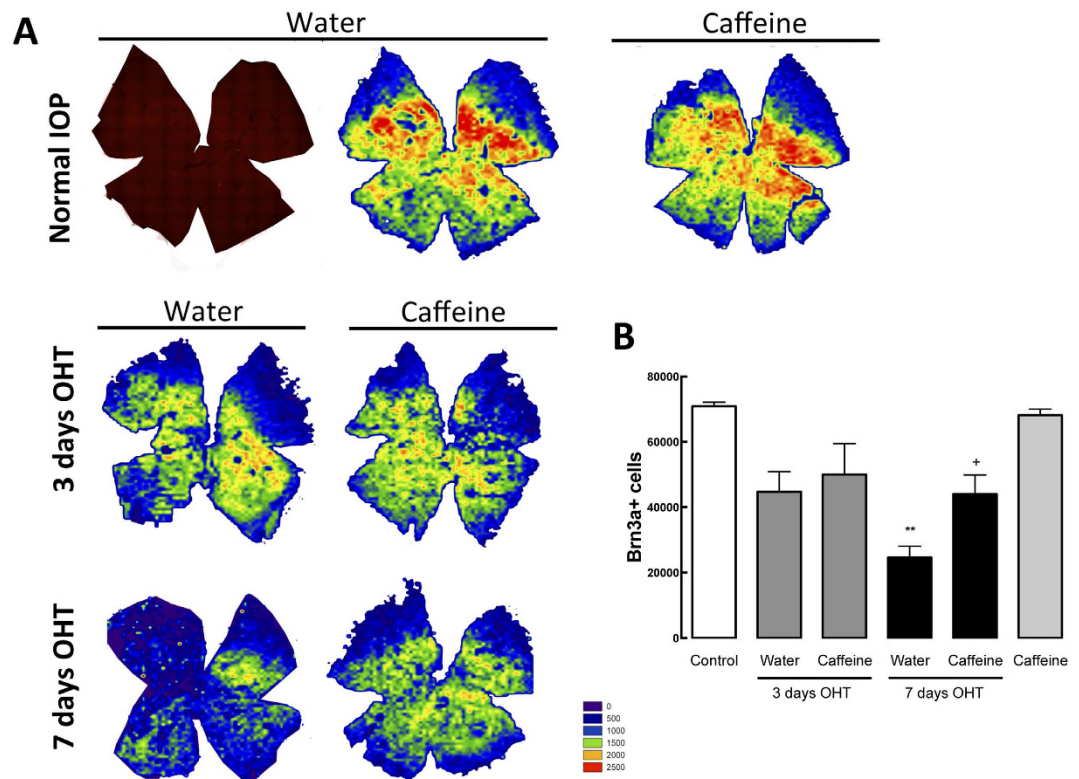 A
Water
Caffeine
Normal IOP
Water
Caffeine
3 days OHT
7 days OHT
0
500
1000
1500
2000
2500
B
80000
60000
40000
20000
0
Brn3a+ cells
+
**
Control
Water
Caffeine
Water
Caffeine
Caffeine
3 days OHT
7 days OHT